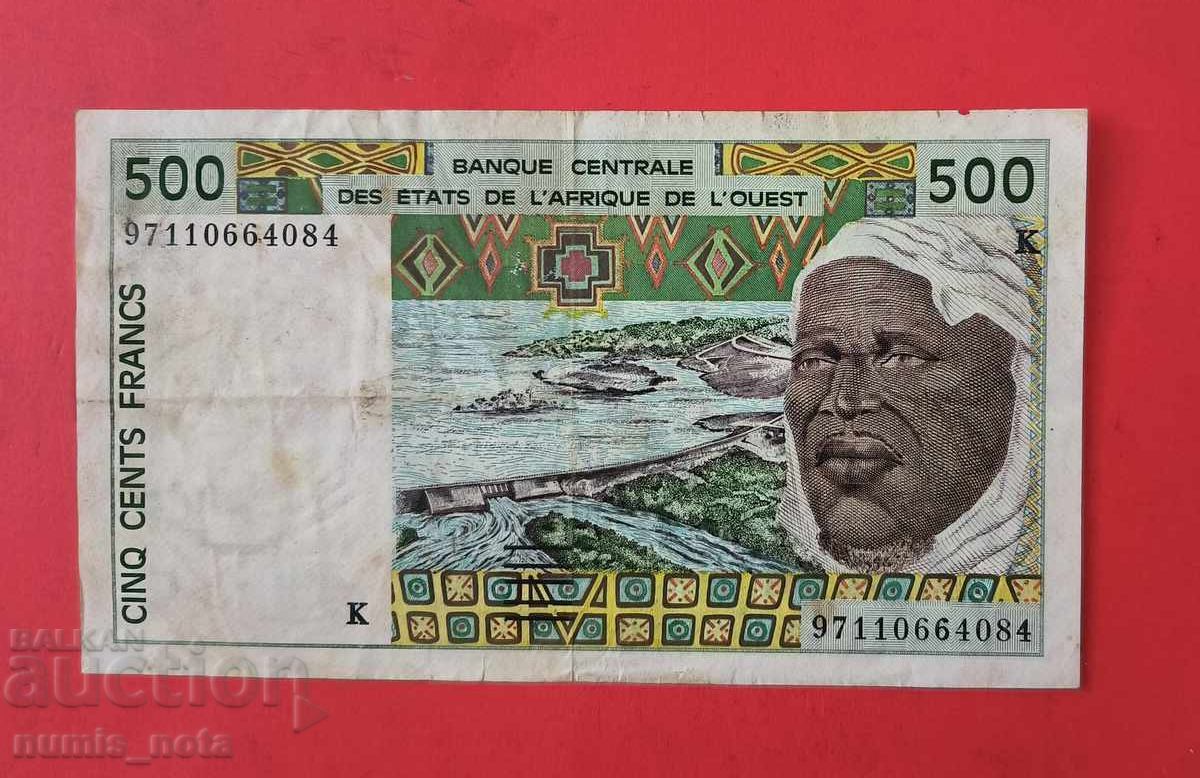 500
BANQUE CENTRALE
DES ETATS DE L'AFRIQUE DE L'OUEST
500
97110664084
K
CINQ CENTS FRANCS
K
97110664084
BALKAN
auction
numis_nota